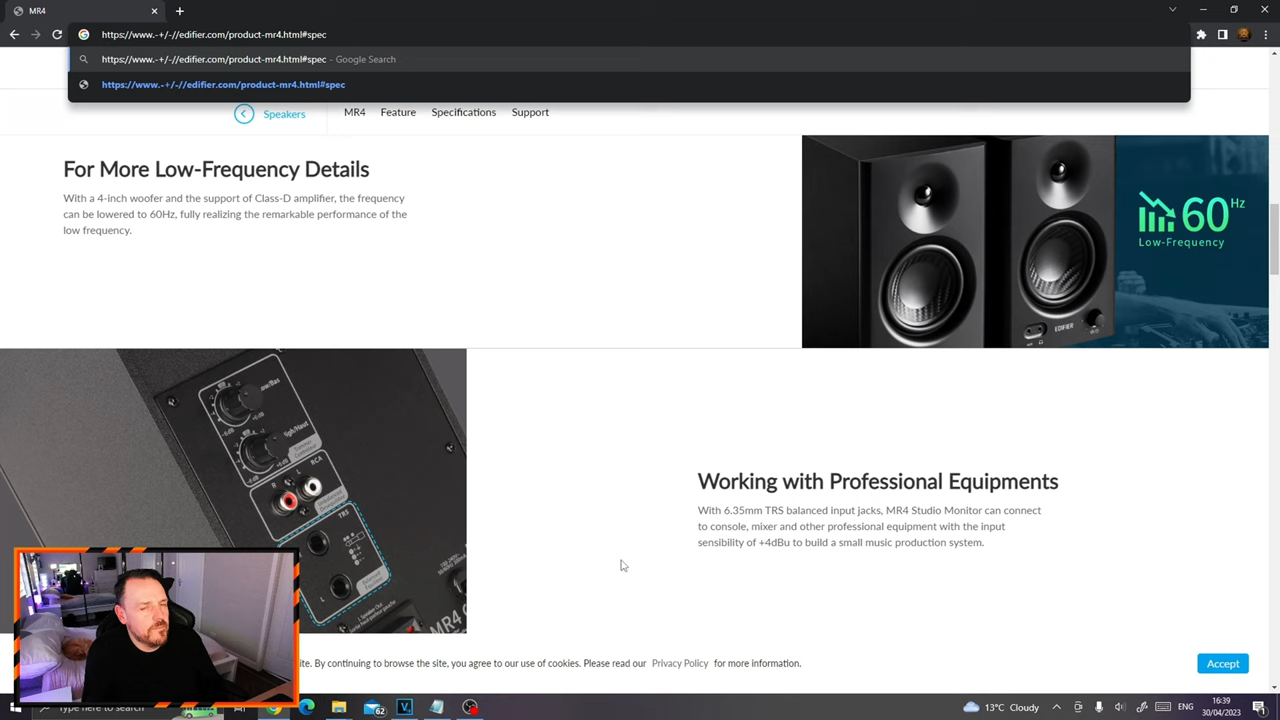 MR4
https://www.-+/-//edifier.com/product-mr4.html#spec
https://www.-+/-//edifier.com/product-mr4.html#spec - Google Search
https://www.-+/-//edifier.com/product-mr4.html#spec
Speakers
MR4
Feature
Specifications
Support
For More Low-Frequency Details
With a 4-inch woofer and the support of Class-D amplifier, the frequency
can be lowered to 60Hz, fully realizing the remarkable performance of the
low frequency.
60Hz
Low-Frequency
EDIFIER
R
L
RCA
TRS
L
MR4
Working with Professional Equipments
With 6.35mm TRS balanced input jacks, MR4 Studio Monitor can connect
to console, mixer and other professional equipment with the input
sensibility of +4dBu to build a small music production system.
ite. By continuing to browse the site, you agree to our use of cookies. Please read our Privacy Policy for more information.
Accept
Type here to search
62
13°C Cloudy
ENG
16:39
30/04/2023